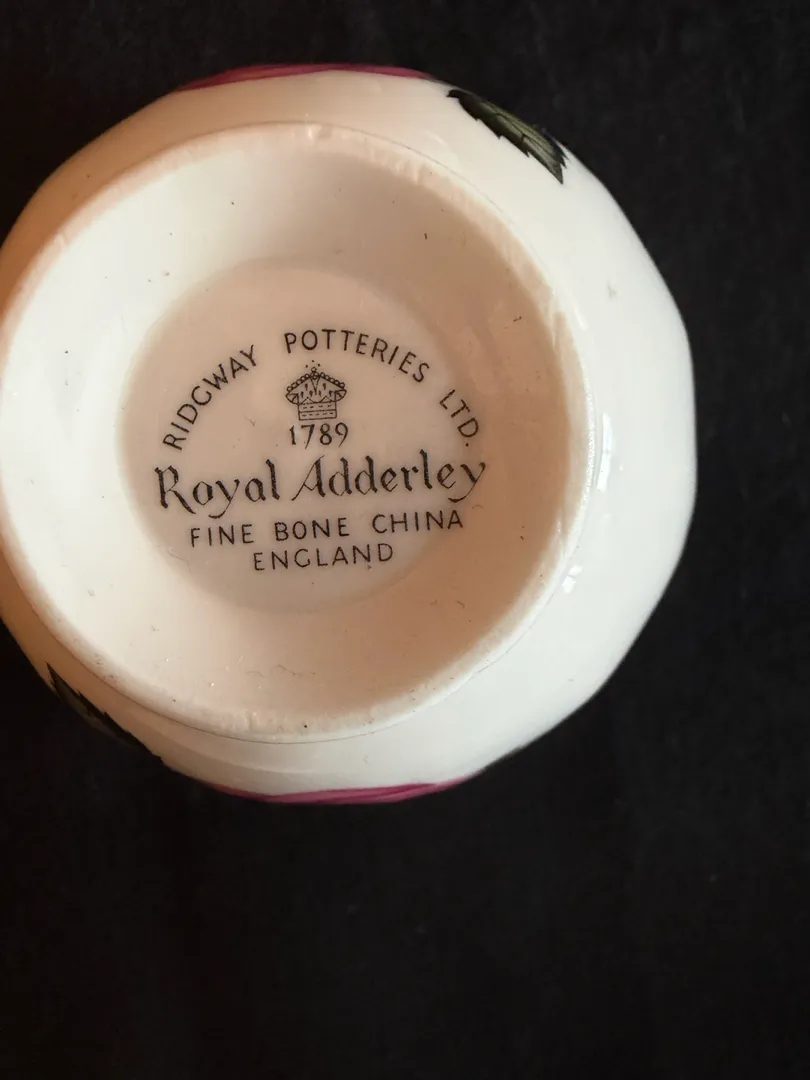 RIDGWAY POTTERIES LTD.
1789
Royal Adderley
FINE BONE CHINA
ENGLAND